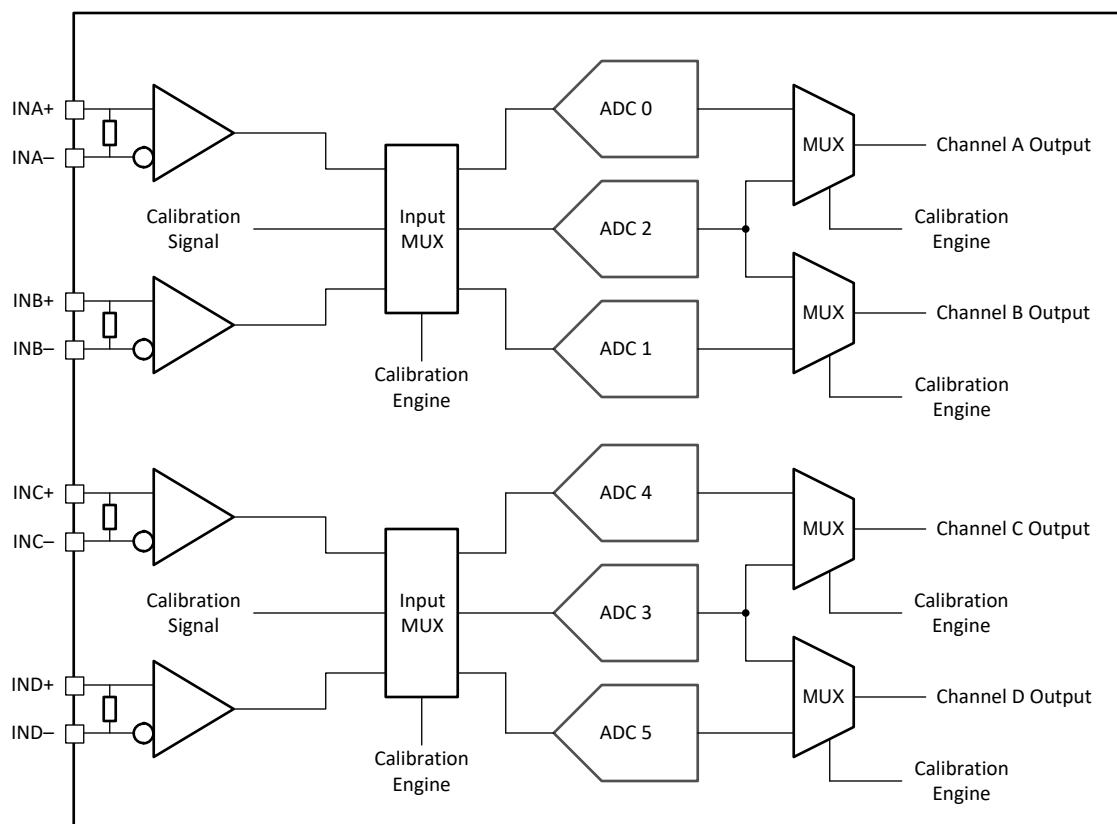 INA+
INA–
Calibration
Signal
INB+
INB–
Input
MUX
Calibration
Engine
ADC 0
ADC 2
ADC 1
MUX
Channel A Output
Calibration
Engine
MUX
Channel B Output
Calibration
Engine
INC+
INC–
Calibration
Signal
IND+
IND–
Input
MUX
Calibration
Engine
ADC 4
ADC 3
ADC 5
MUX
Channel C Output
Calibration
Engine
MUX
Channel D Output
Calibration
Engine